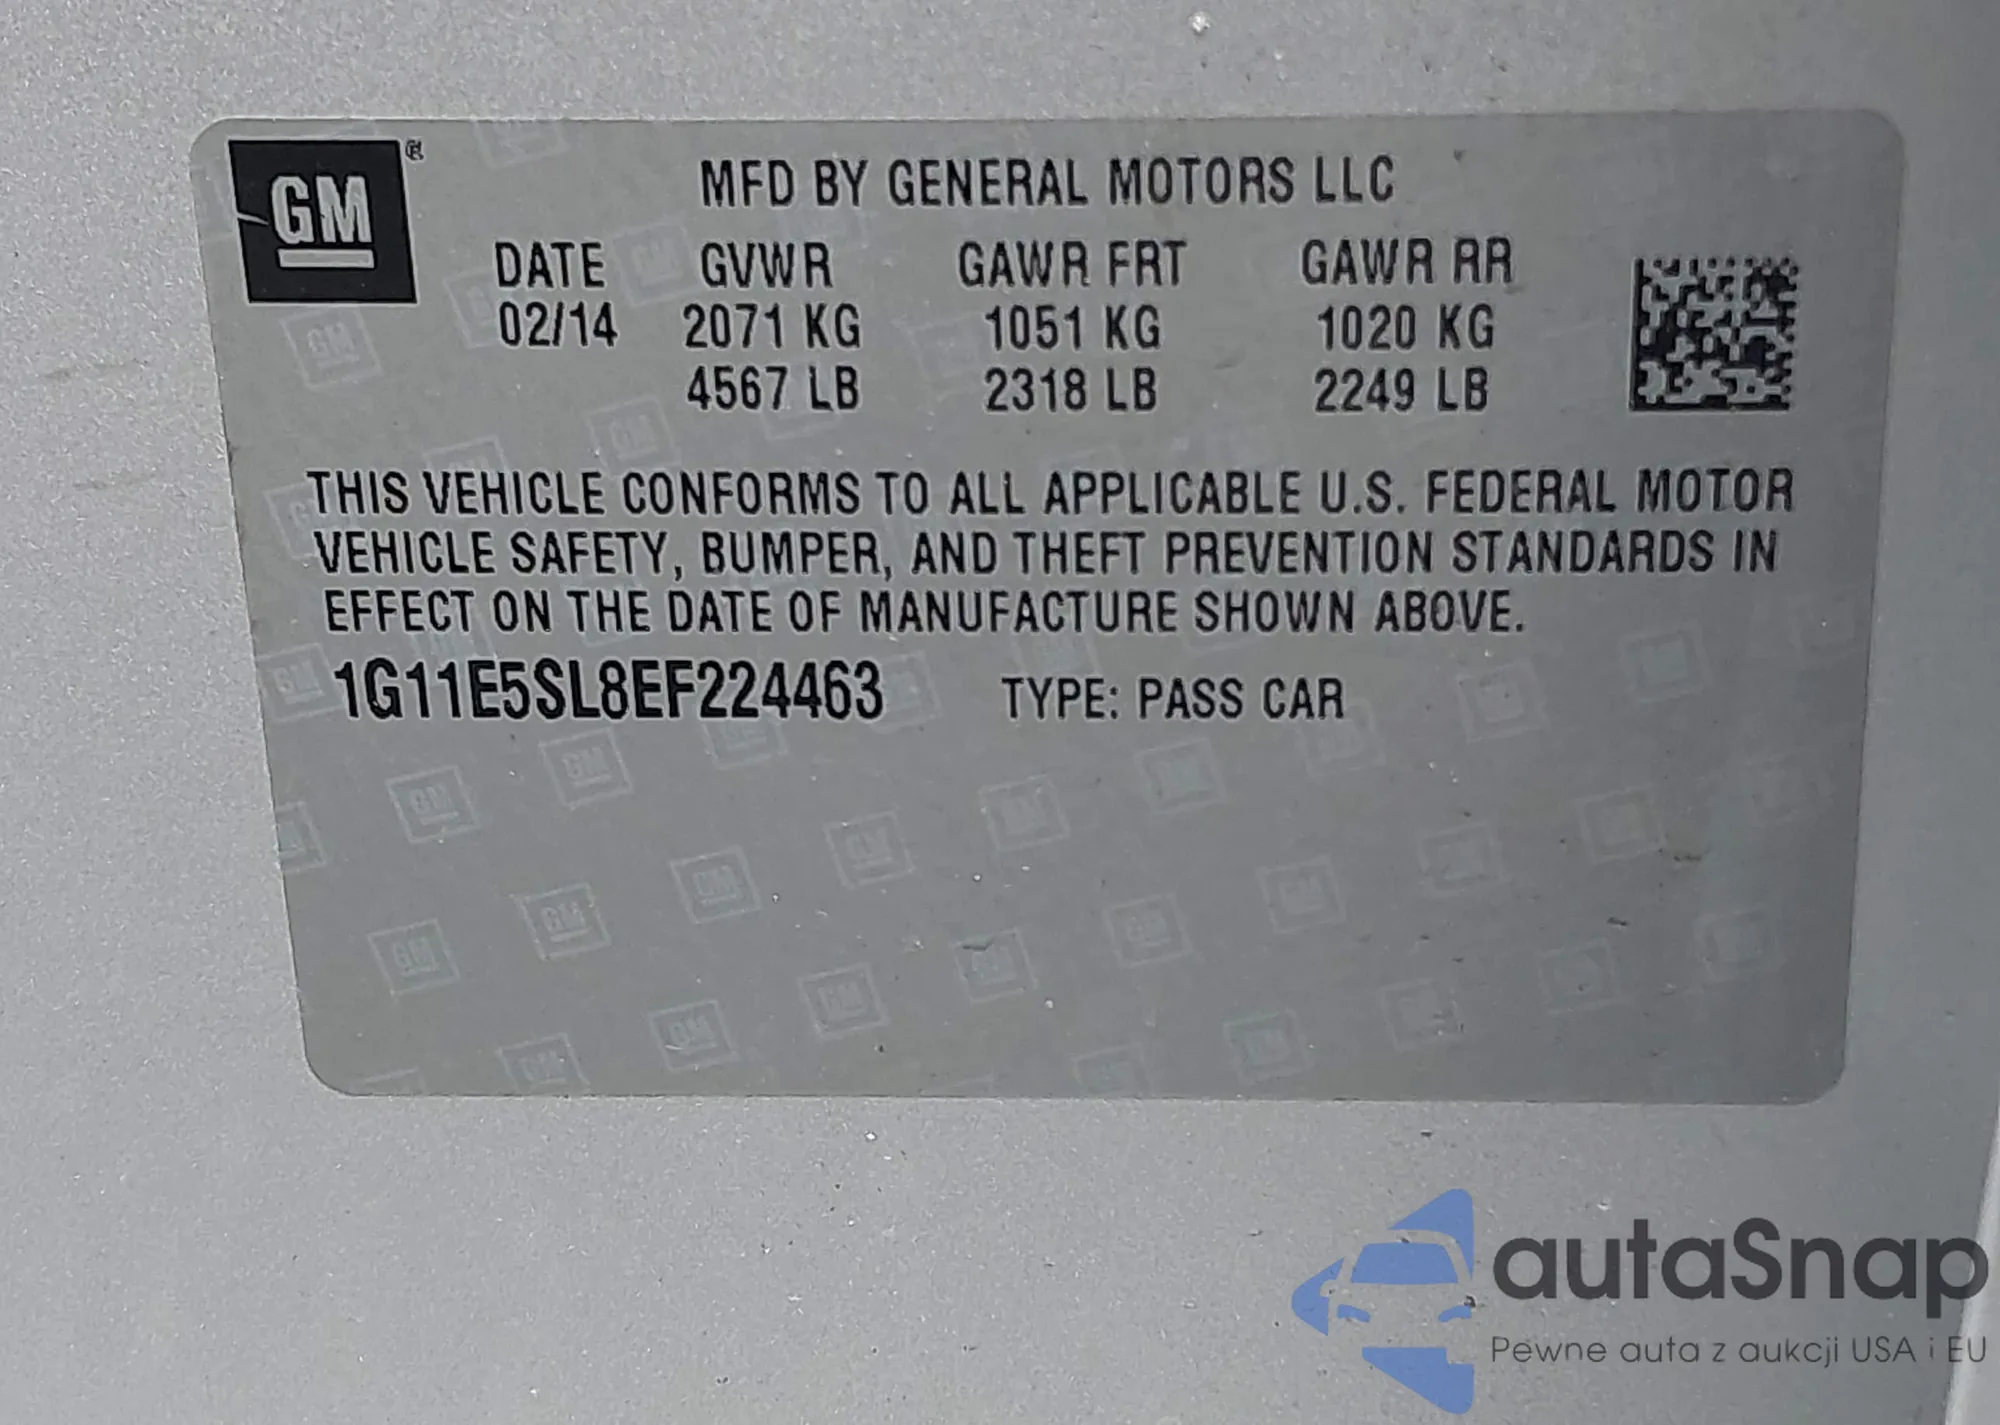 GM
MFD BY GENERAL MOTORS LLC
DATE GVWR GAWR FRT GAWR RR
02/14 2071 KG 1051 KG 1020 KG
4567 LB 2318 LB 2249 LB
THIS VEHICLE CONFORMS TO ALL APPLICABLE U.S. FEDERAL MOTOR
VEHICLE SAFETY, BUMPER, AND THEFT PREVENTION STANDARDS IN
EFFECT ON THE DATE OF MANUFACTURE SHOWN ABOVE.
1G11E5SL8EF224463 TYPE: PASS CAR
autaSnap
Pewne auta z aukcji USA i EU